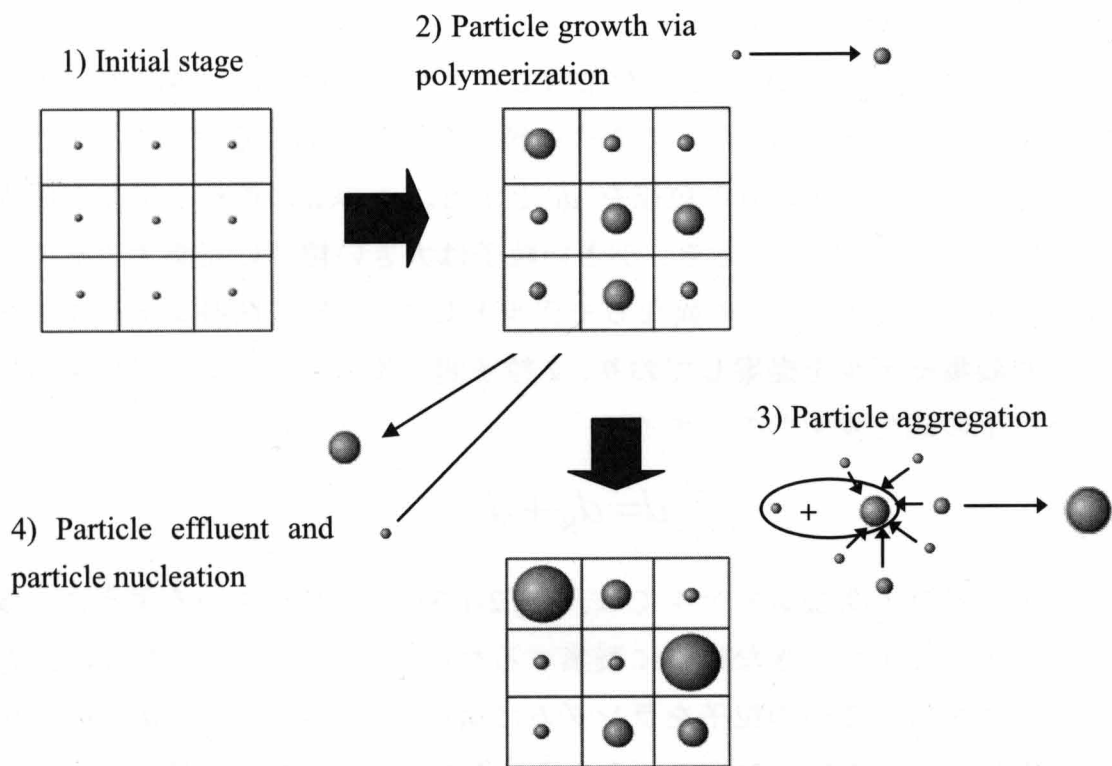 1) Initial stage
2) Particle growth via
polymerization
3) Particle aggregation
+
4) Particle effluent and
particle nucleation